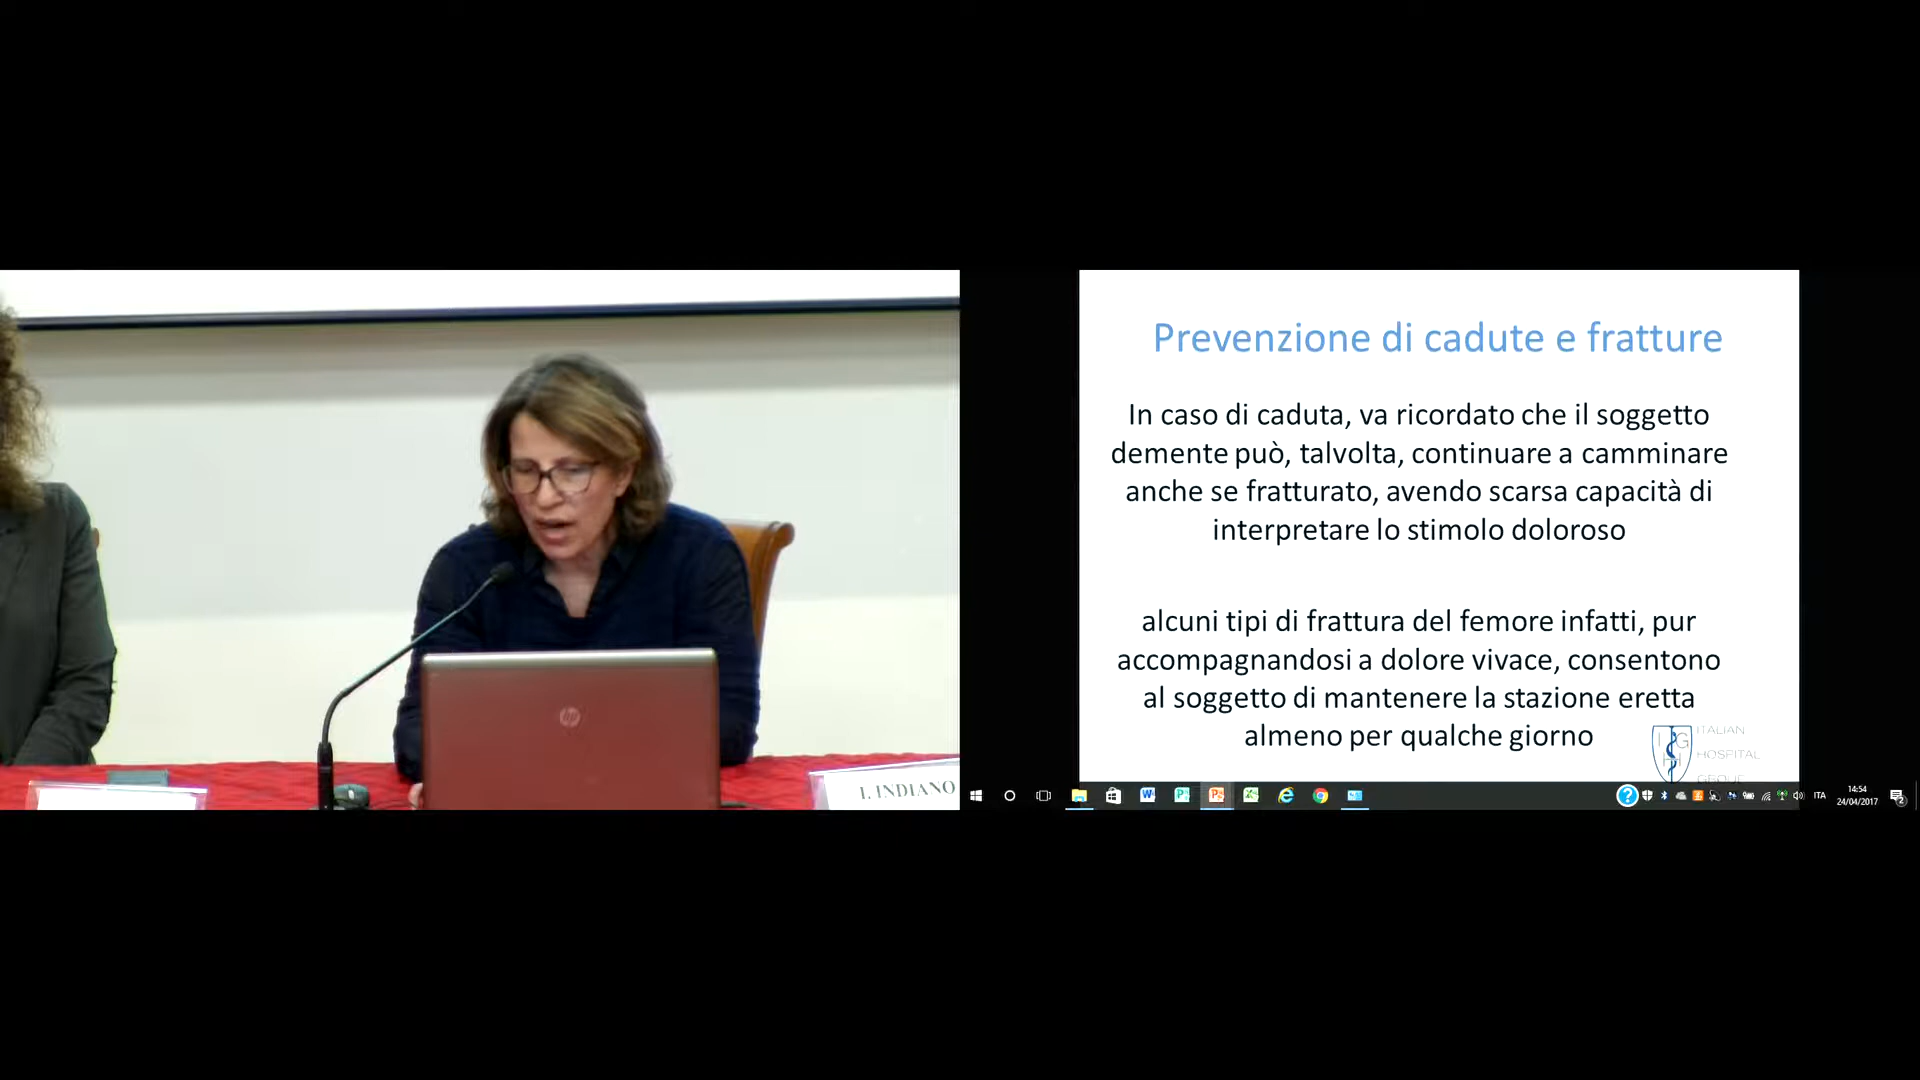 Prevenzione di cadute e fratture
In caso di caduta, va ricordato che il soggetto
demente può, talvolta, continuare a camminare
anche se fratturato, avendo scarsa capacità di
interpretare lo stimolo doloroso
alcuni tipi di frattura del femore infatti, pur
accompagnandosi a dolore vivace, consentono
al soggetto di mantenere la stazione eretta
almeno per qualche giorno
ITALIAN
HOSPITAL
GROUP
I. INDIANO
hp
ITA
14:54
24/04/2017
2